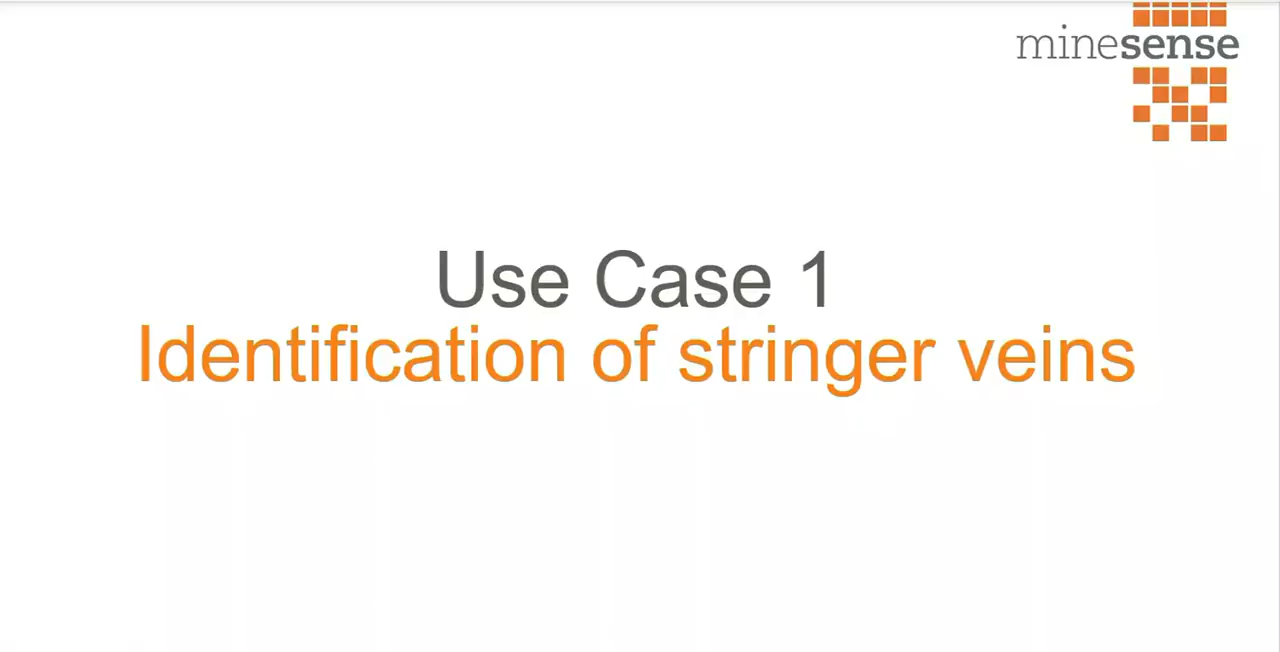 minesense
Use Case 1
Identification of stringer veins